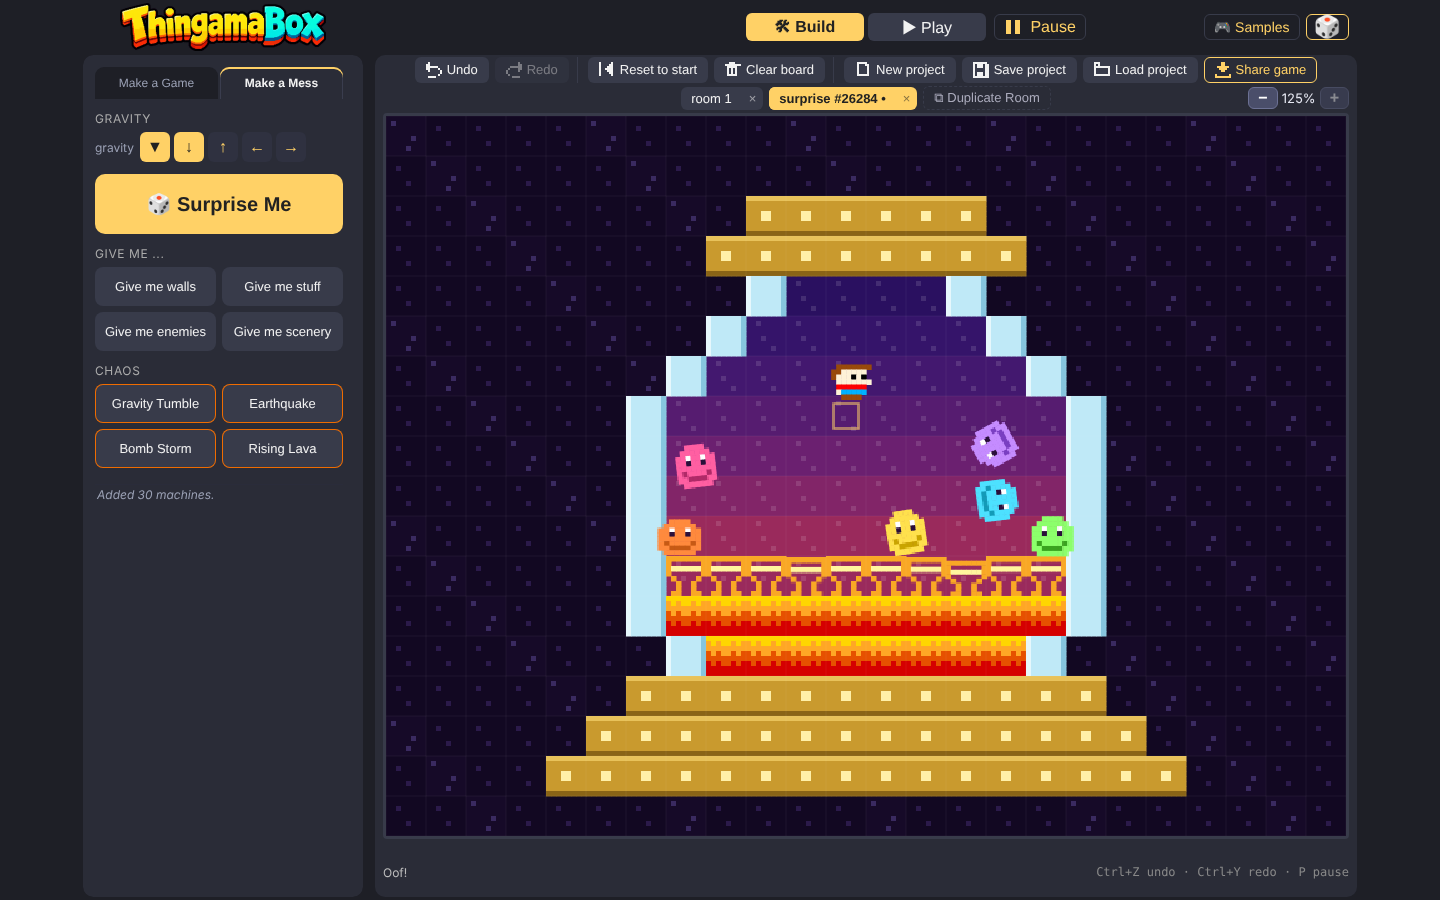 ThingamaBox
Build
Play
Pause
Samples
Make a Game
Make a Mess
Undo
Redo
Reset to start
Clear board
New project
Save project
Load project
Share game
room 1 ×
surprise #26284 • ×
Duplicate Room
− 125% +
GRAVITY
gravity ▼ ↓ ↑ ← →
Surprise Me
GIVE ME ...
Give me walls
Give me stuff
Give me enemies
Give me scenery
CHAOS
Gravity Tumble
Earthquake
Bomb Storm
Rising Lava
Added 30 machines.
Oof!
Ctrl+Z undo · Ctrl+Y redo · P pause